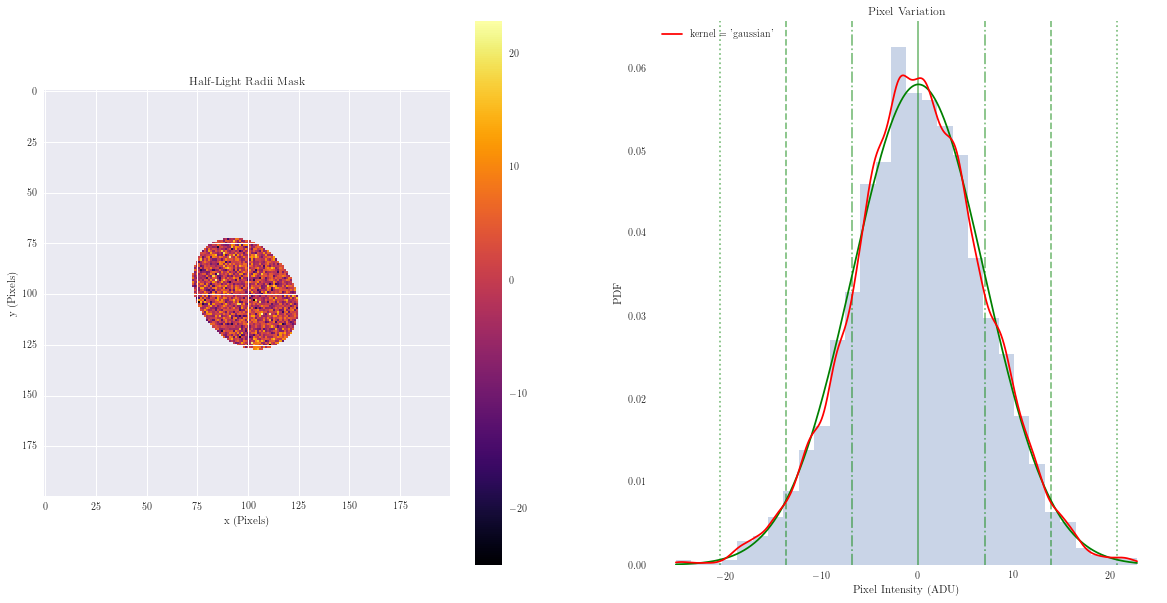 Half-Light Radii Mask
0
25
50
75
100
125
150
175
y (Pixels)
0 25 50 75 100 125 150 175
x (Pixels)
20
10
0
−10
−20
Pixel Variation
kernel = 'gaussian'
0.06
0.05
0.04
0.03
0.02
0.01
0.00
PDF
−20 −10 0 10 20
Pixel Intensity (ADU)